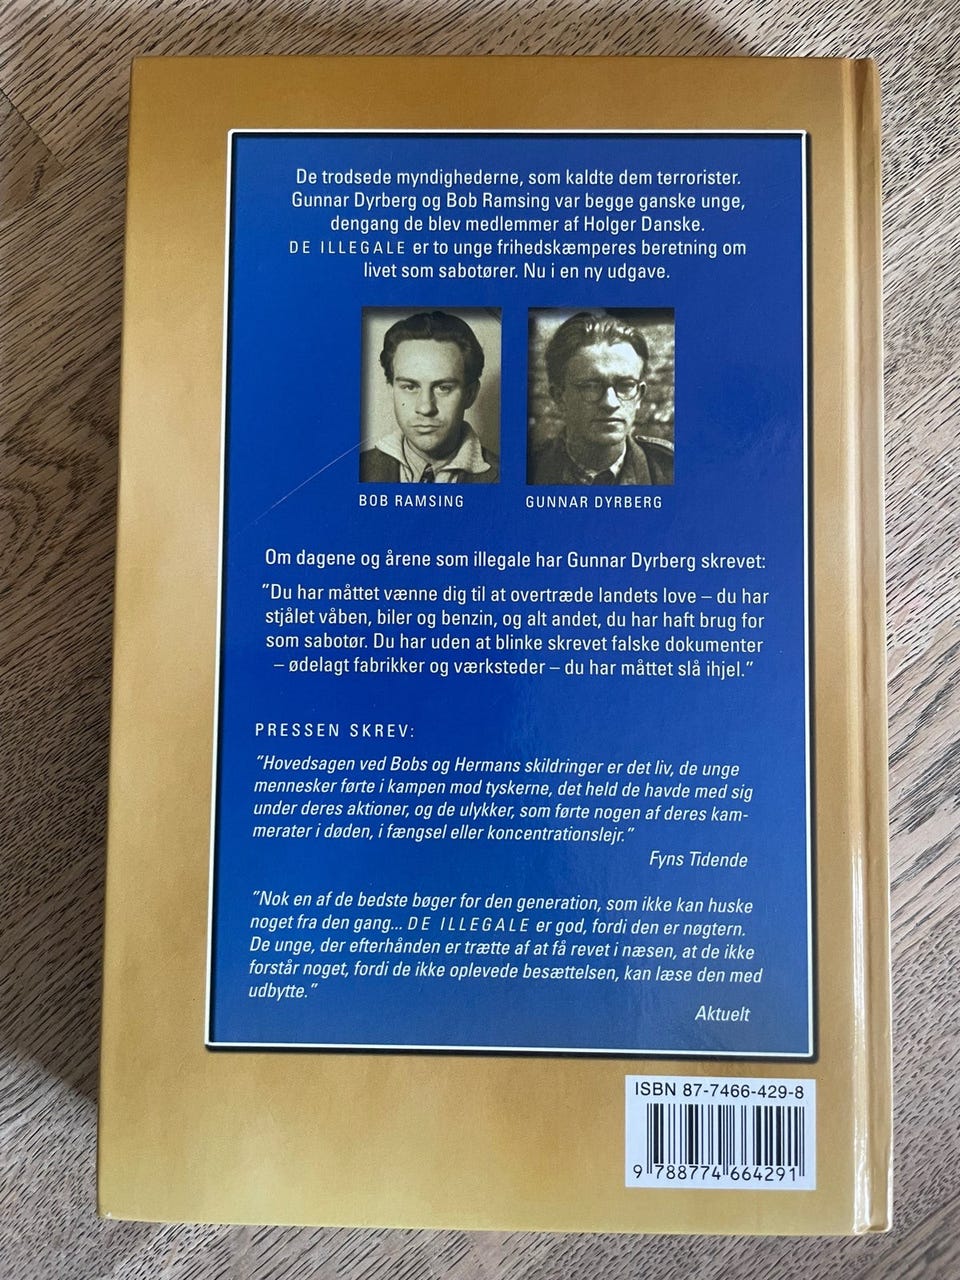 De trodsede myndighederne, som kaldte dem terrorister.
Gunnar Dyrberg og Bob Ramsing var begge ganske unge,
dengang de blev medlemmer af Holger Danske.
DE ILLEGALE er to unge frihedskæmperes beretning om
livet som sabotører. Nu i en ny udgave.
BOB RAMSING
GUNNAR DYRBERG
Om dagene og årene som illegale har Gunnar Dyrberg skrevet:
"Du har måttet vænne dig til at overtræde landets love – du har
stjålet våben, biler og benzin, og alt andet, du har haft brug for
som sabotør. Du har uden at blinke skrevet falske dokumenter
– ødelagt fabrikker og værksteder – du har måttet slå ihjel."
PRESSEN SKREV:
"Hovedsagen ved Bobs og Hermans skildringer er det liv, de unge
mennesker førte i kampen mod tyskerne, det held de havde med sig
under deres aktioner, og de ulykker, som førte nogen af deres kam-
merater i døden, i fængsel eller koncentrationslejr."
Fyns Tidende
"Nok en af de bedste bøger for den generation, som ikke kan huske
noget fra den gang... DE ILLEGALE er god, fordi den er nøgtern.
De unge, der efterhånden er trætte af at få revet i næsen, at de ikke
forstår noget, fordi de ikke oplevede besættelsen, kan læse den med
udbytte."
Aktuelt
ISBN 87-7466-429-8
9 788774 664291